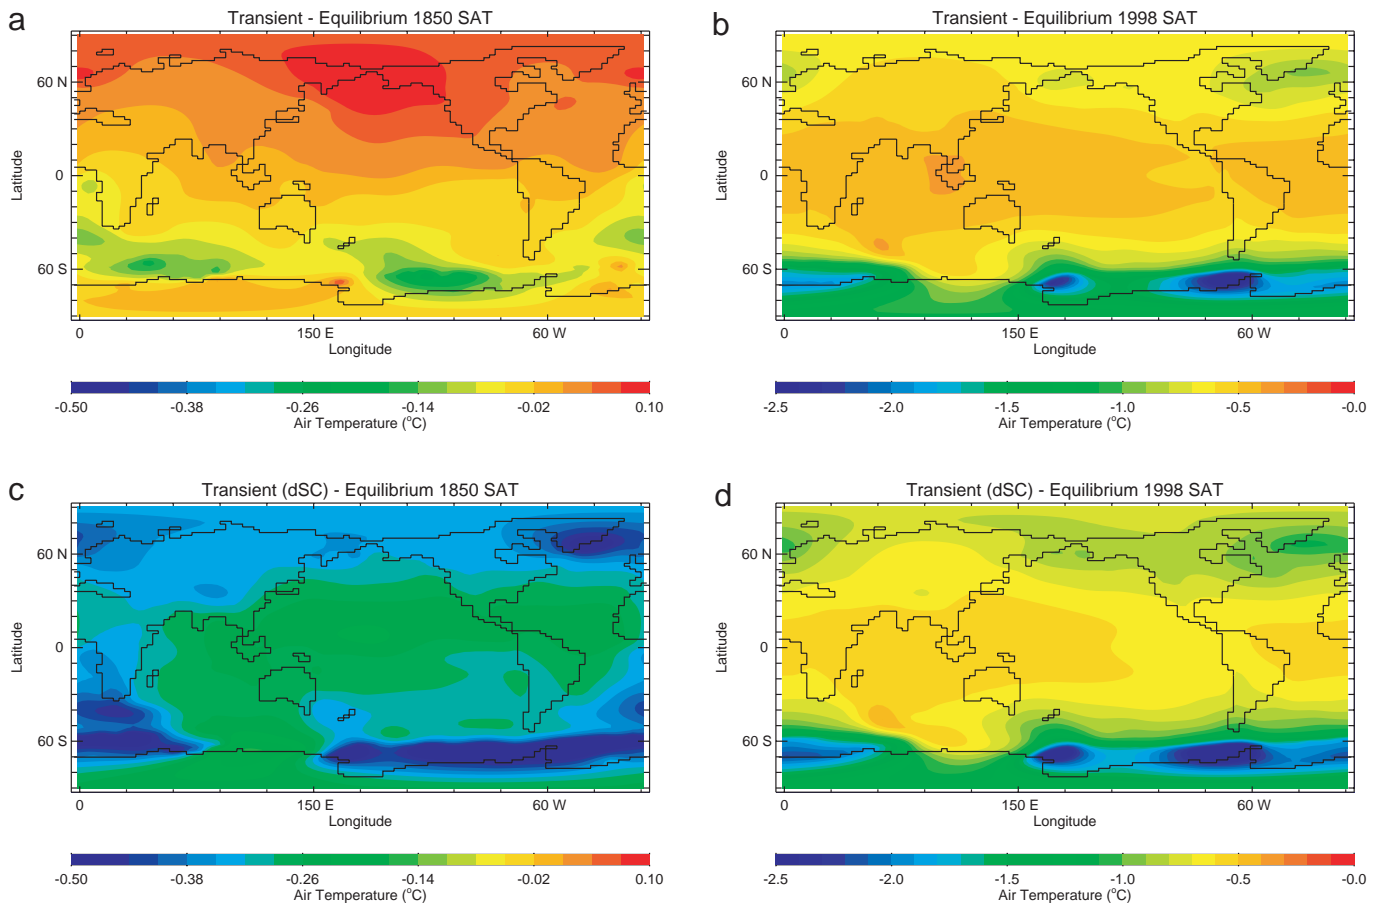 a
Transient - Equilibrium 1850 SAT
60 N
0
60 S
Latitude
0
150 E
60 W
Longitude
-0.50
-0.38
-0.26
-0.14
-0.02
0.10
Air Temperature (°C)
b
Transient - Equilibrium 1998 SAT
60 N
0
60 S
Latitude
0
150 E
60 W
Longitude
-2.5
-2.0
-1.5
-1.0
-0.5
-0.0
Air Temperature (°C)
c
Transient (dSC) - Equilibrium 1850 SAT
60 N
0
60 S
Latitude
0
150 E
60 W
Longitude
-0.50
-0.38
-0.26
-0.14
-0.02
0.10
Air Temperature (°C)
d
Transient (dSC) - Equilibrium 1998 SAT
60 N
0
60 S
Latitude
0
150 E
60 W
Longitude
-2.5
-2.0
-1.5
-1.0
-0.5
-0.0
Air Temperature (°C)